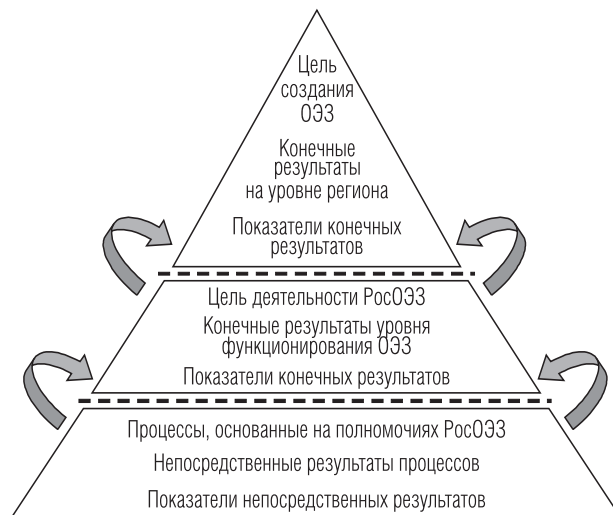 Цель
создания
ОЭЗ
Конечные
результаты
на уровне региона
Показатели конечных
результатов
Цель деятельности РосОЭЗ
Конечные результаты уровня
функционирования ОЭЗ
Показатели конечных результатов
Процессы, основанные на полномочиях РосОЭЗ
Непосредственные результаты процессов
Показатели непосредственных результатов